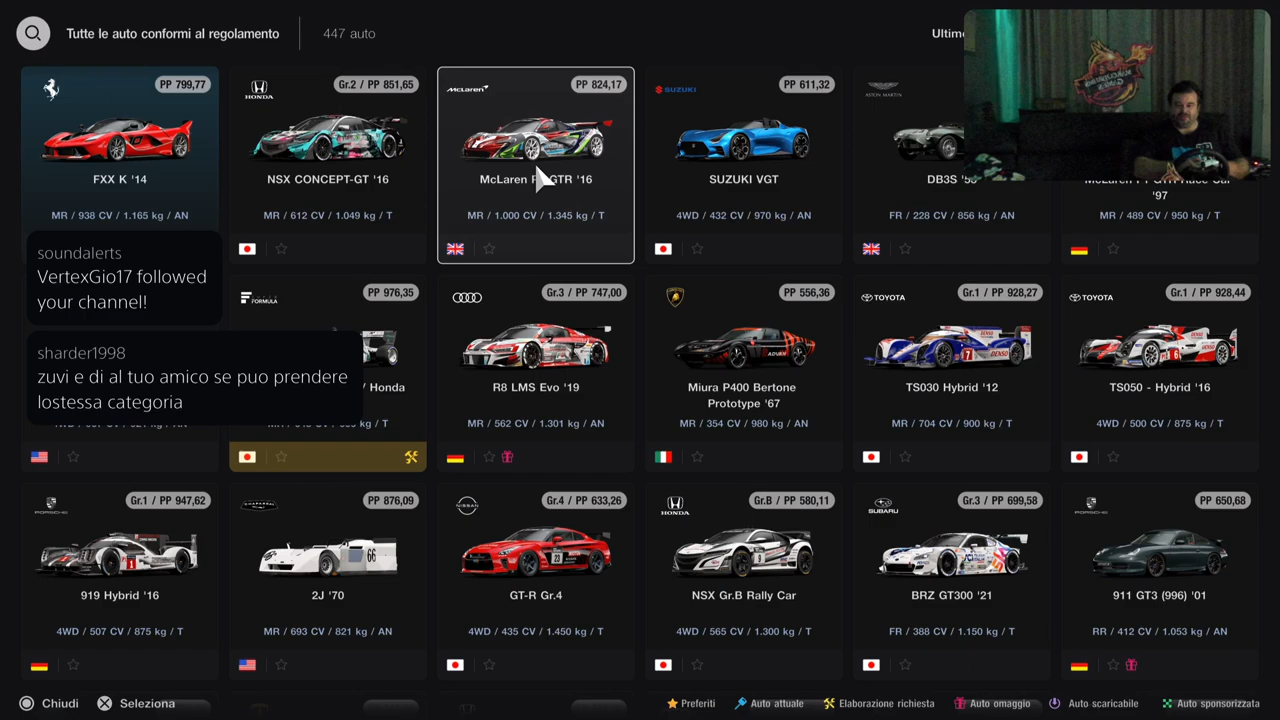 Tutte le auto conformi al regolamento
447 auto
PP 799,77
FXX K '14
MR / 938 CV / 1.165 kg / AN
HONDA
Gr.2 / PP 851,65
NSX CONCEPT-GT '16
MR / 612 CV / 1.049 kg / T
McLaren
PP 824,17
MR / 1.000 CV / 1.345 kg / T
SUZUKI
PP 611,32
SUZUKI VGT
4WD / 432 CV / 970 kg / AN
ASTON MARTIN
FR / 228 CV / 856 kg / AN
'97
MR / 489 CV / 950 kg / T
soundalerts
VertexGio17 followed
your channel!
sharder1998
zuvi e di al tuo amico se puo prendere
lostessa categoria
FORMULA
PP 976,35
/ Honda
Gr.3 / PP 747,00
R8 LMS Evo '19
MR / 562 CV / 1.301 kg / AN
PP 556,36
Miura P400 Bertone
Prototype '67
MR / 354 CV / 980 kg / AN
TOYOTA
Gr.1 / PP 928,27
TS030 Hybrid '12
MR / 704 CV / 900 kg / T
TOYOTA
Gr.1 / PP 928,44
TS050 - Hybrid '16
4WD / 500 CV / 875 kg / T
PORSCHE
Gr.1 / PP 947,62
919 Hybrid '16
4WD / 507 CV / 875 kg / T
PP 876,09
2J '70
MR / 693 CV / 821 kg / AN
NISSAN
Gr.4 / PP 633,26
GT-R Gr.4
4WD / 435 CV / 1.450 kg / T
HONDA
Gr.B / PP 580,11
NSX Gr.B Rally Car
4WD / 565 CV / 1.300 kg / T
SUBARU
Gr.3 / PP 699,58
BRZ GT300 '21
FR / 388 CV / 1.150 kg / T
PORSCHE
PP 650,68
911 GT3 (996) '01
RR / 412 CV / 1.053 kg / AN
Chiudi
Seleziona
Preferiti
Auto attuale
Elaborazione richiesta
Auto omaggio
Auto scaricabile
Auto sponsorizzata